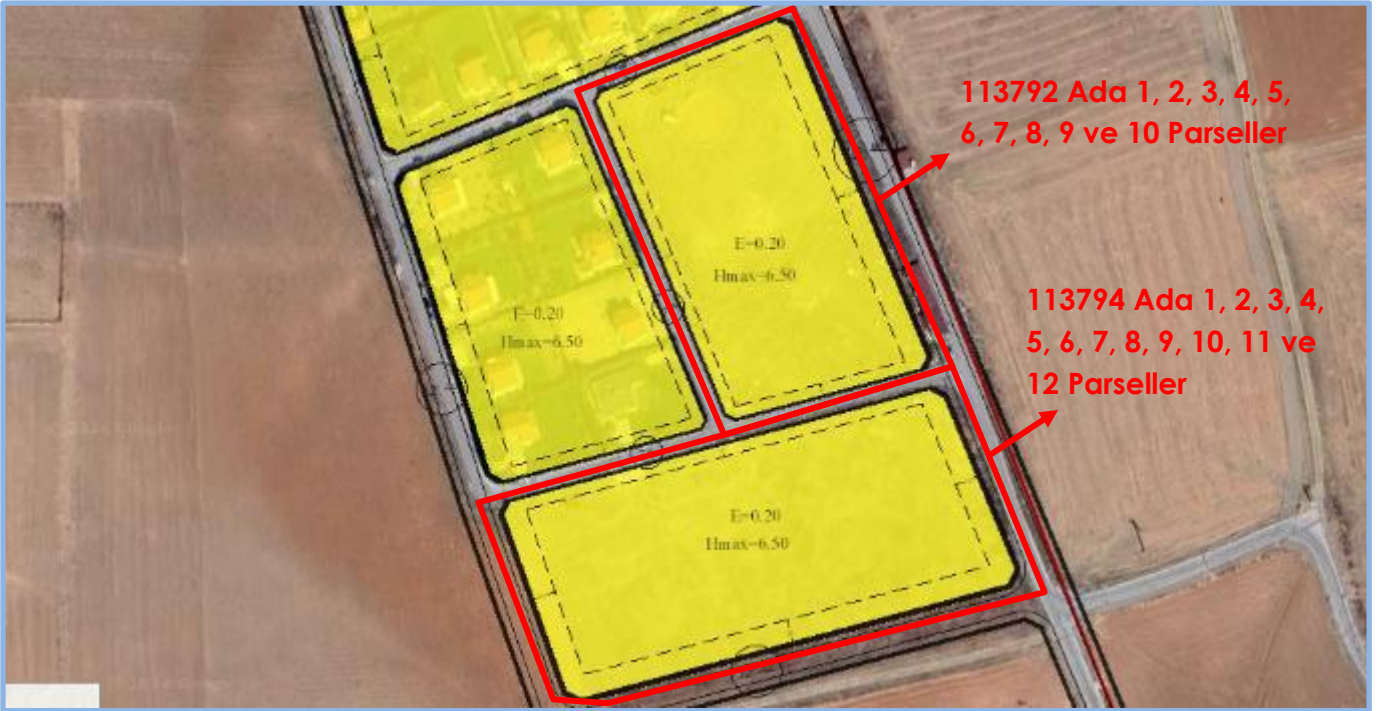 113792 Ada 1, 2, 3, 4, 5,
6, 7, 8, 9 ve 10 Parseller
E=0.20
Hmax=6.50
113794 Ada 1, 2, 3, 4,
5, 6, 7, 8, 9, 10, 11 ve
12 Parseller
E=0.20
Hmax=6.50
E=0.20
Hmax=6.50